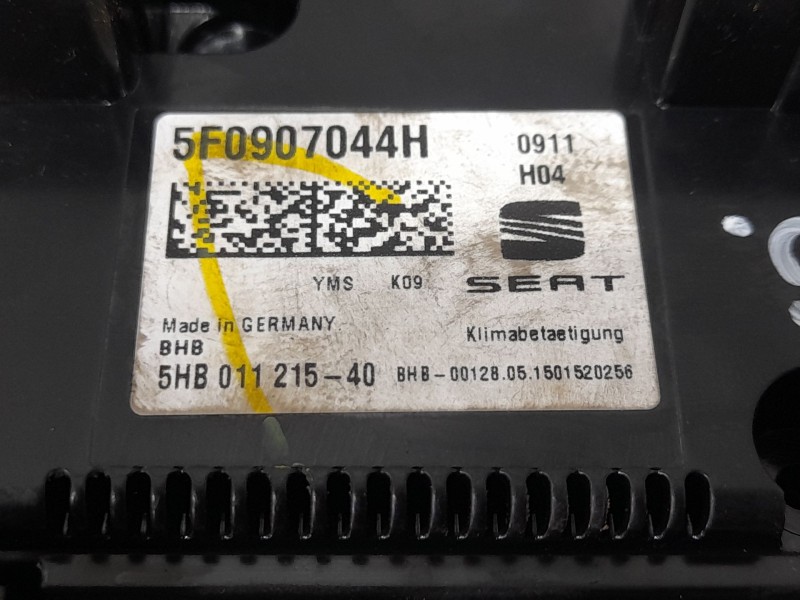 5F0907044H 0911
H04
SEAT
YMS K09
Made in GERMANY Klimabetaetigung
BHB
5HB 011 215-40 BHB-00128.05.1501520256